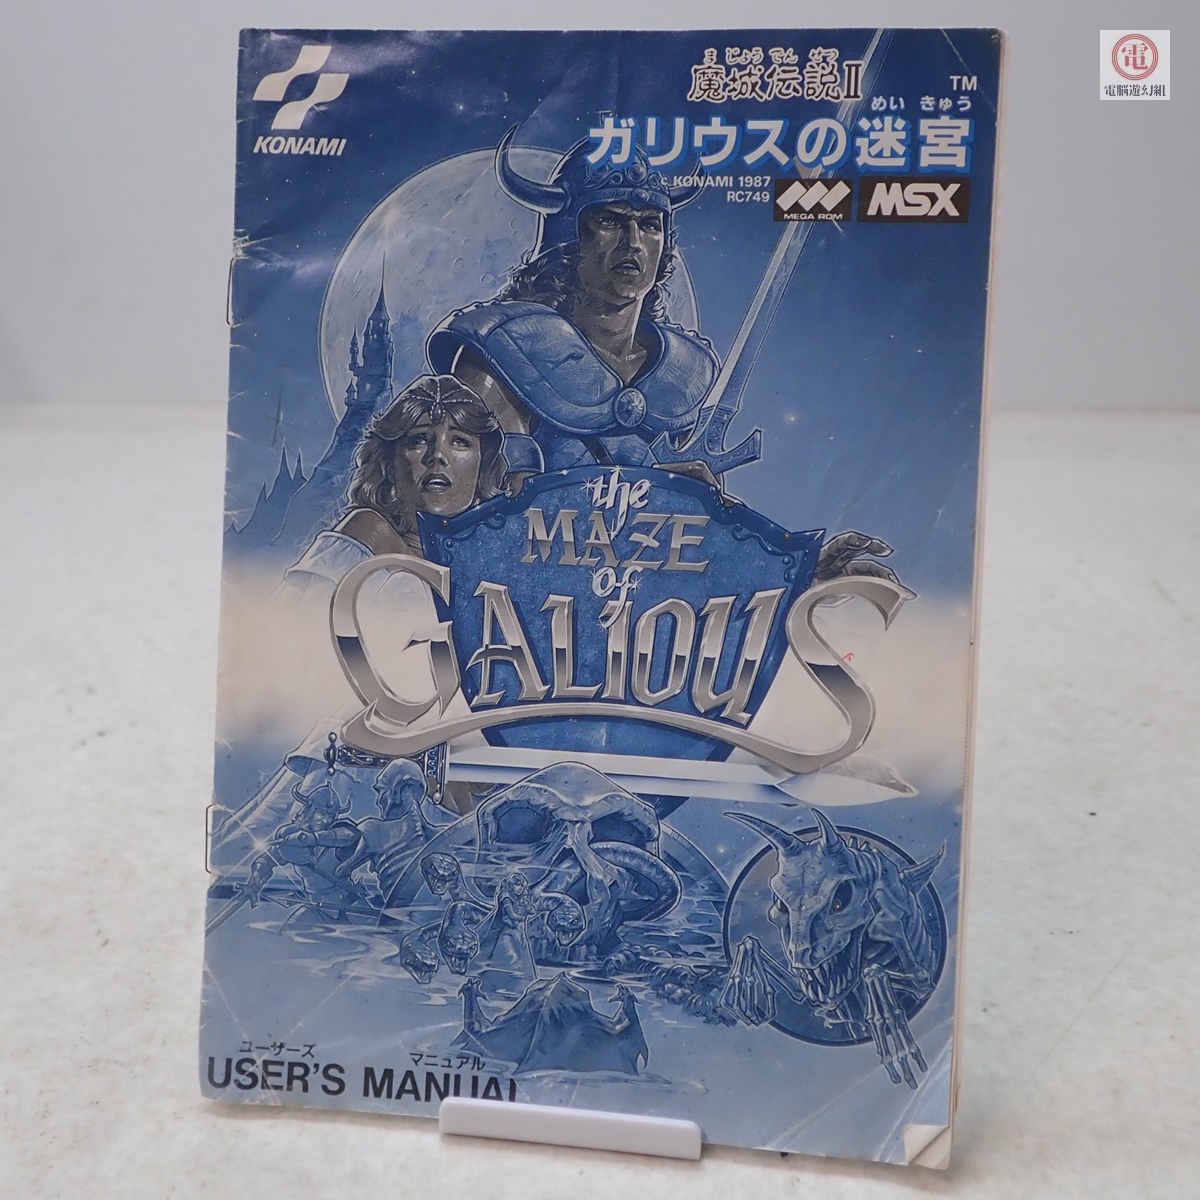 電
電脳遊幻組
KONAMI
まじょうでんせつ
魔城伝説II
TM
めいきゅう
ガリウスの迷宮
© KONAMI 1987
RC749
MEGA ROM
MSX
the
MAZE
of
GALIOUS
ユーザーズ マニュアル
USER'S MANUAL